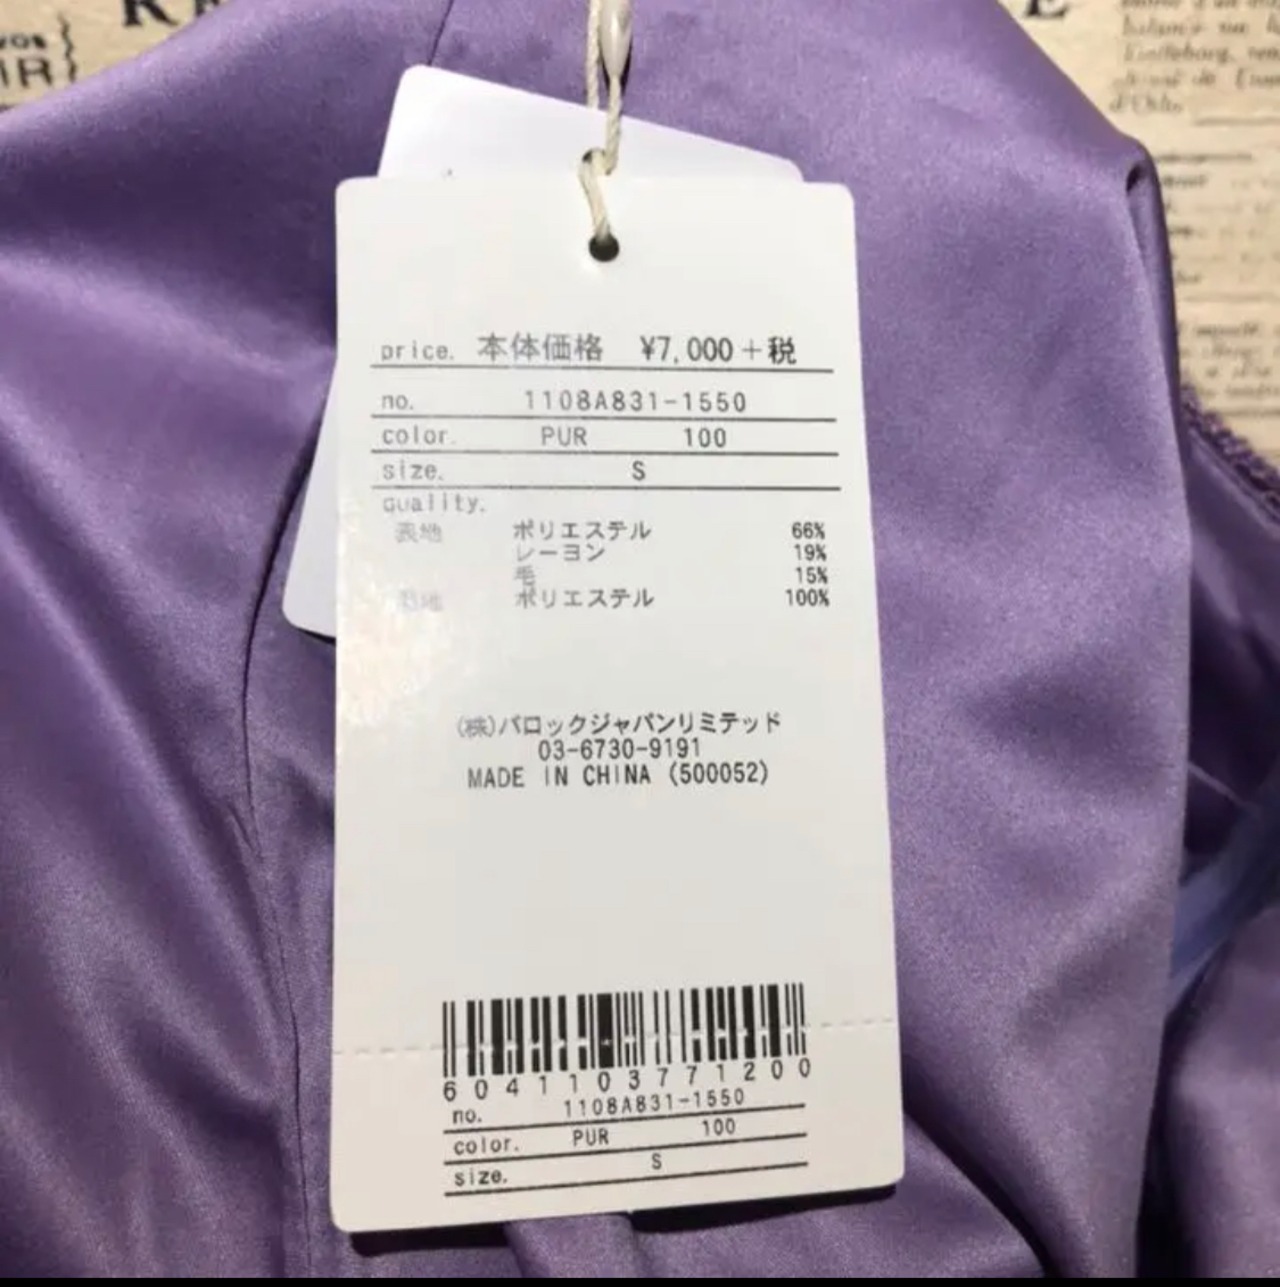 price. 本体価格 ¥7,000+税
no. 1108A831-1550
color. PUR 100
size. S
quality.
表地 ポリエステル 66%
レーヨン 19%
毛 15%
裏地 ポリエステル 100%
(株)バロックジャパンリミテッド
03-6730-9191
MADE IN CHINA (500052)
6041103771200
no. 1108A831-1550
color. PUR 100
size. S